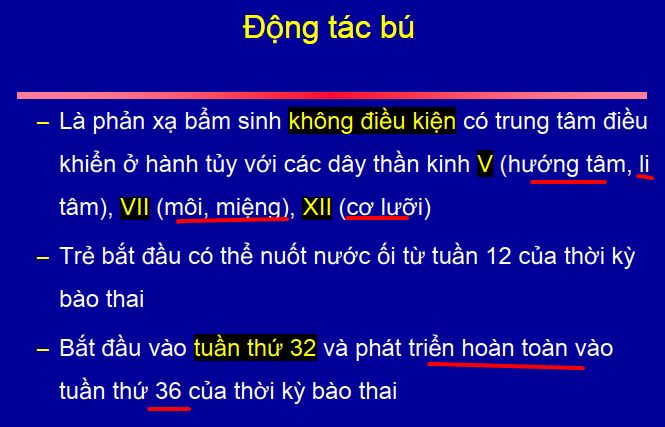 Động tác bú
– Là phản xạ bẩm sinh không điều kiện có trung tâm điều
khiển ở hành tủy với các dây thần kinh V (hướng tâm, li
tâm), VII (môi, miệng), XII (cơ lưỡi)
– Trẻ bắt đầu có thể nuốt nước ối từ tuần 12 của thời kỳ
bào thai
– Bắt đầu vào tuần thứ 32 và phát triển hoàn toàn vào
tuần thứ 36 của thời kỳ bào thai